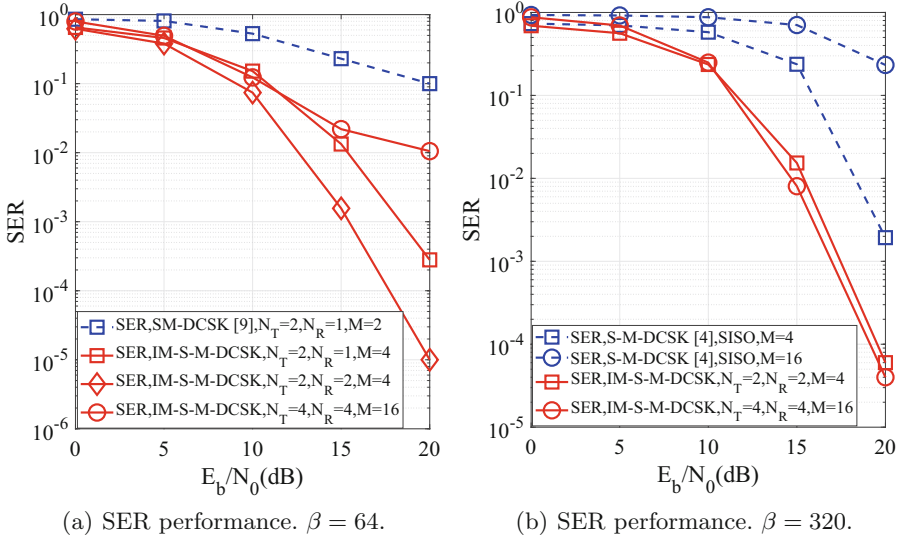 10^0
10^-1
10^-2
10^-3
10^-4
10^-5
10^-6
SER
SER,SM-DCSK [9],N_T=2,N_R=1,M=2
SER,IM-S-M-DCSK,N_T=2,N_R=1,M=4
SER,IM-S-M-DCSK,N_T=2,N_R=2,M=4
SER,IM-S-M-DCSK,N_T=4,N_R=4,M=16
0 5 10 15 20
E_b/N_0(dB)
(a) SER performance. β = 64.
10^0
10^-1
10^-2
10^-3
10^-4
10^-5
SER
SER,S-M-DCSK [4],SISO,M=4
SER,S-M-DCSK [4],SISO,M=16
SER,IM-S-M-DCSK,N_T=2,N_R=2,M=4
SER,IM-S-M-DCSK,N_T=4,N_R=4,M=16
0 5 10 15 20
E_b/N_0(dB)
(b) SER performance. β = 320.